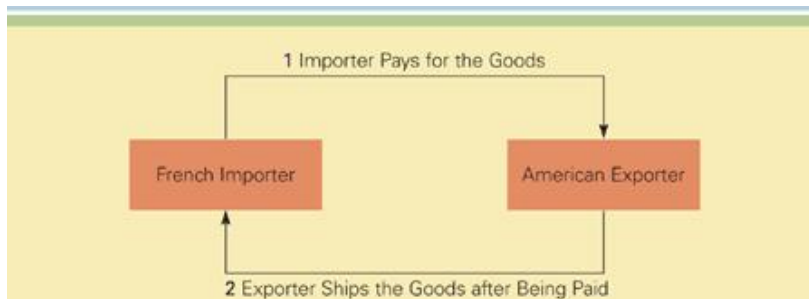 1 Importer Pays for the Goods
French Importer
American Exporter
2 Exporter Ships the Goods after Being Paid